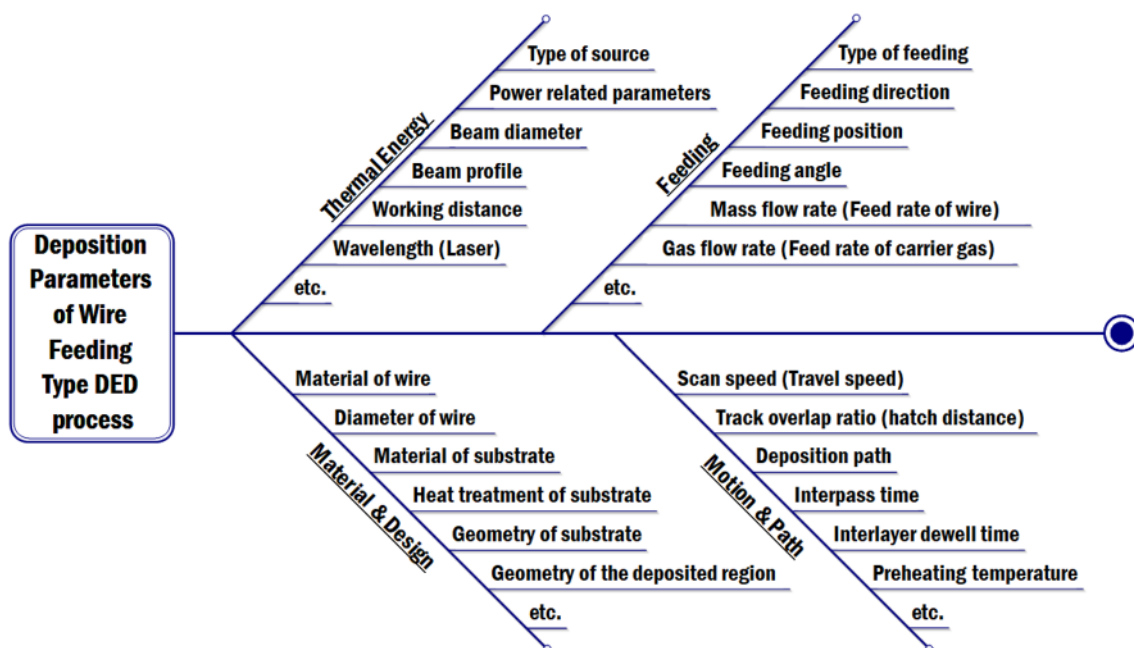 Deposition
Parameters
of Wire
Feeding
Type DED
process
Thermal Energy
Type of source
Power related parameters
Beam diameter
Beam profile
Working distance
Wavelength (Laser)
etc.
Feeding
Type of feeding
Feeding direction
Feeding position
Feeding angle
Mass flow rate (Feed rate of wire)
Gas flow rate (Feed rate of carrier gas)
etc.
Material & Design
Material of wire
Diameter of wire
Material of substrate
Heat treatment of substrate
Geometry of substrate
Geometry of the deposited region
etc.
Motion & Path
Scan speed (Travel speed)
Track overlap ratio (hatch distance)
Deposition path
Interpass time
Interlayer dewell time
Preheating temperature
etc.